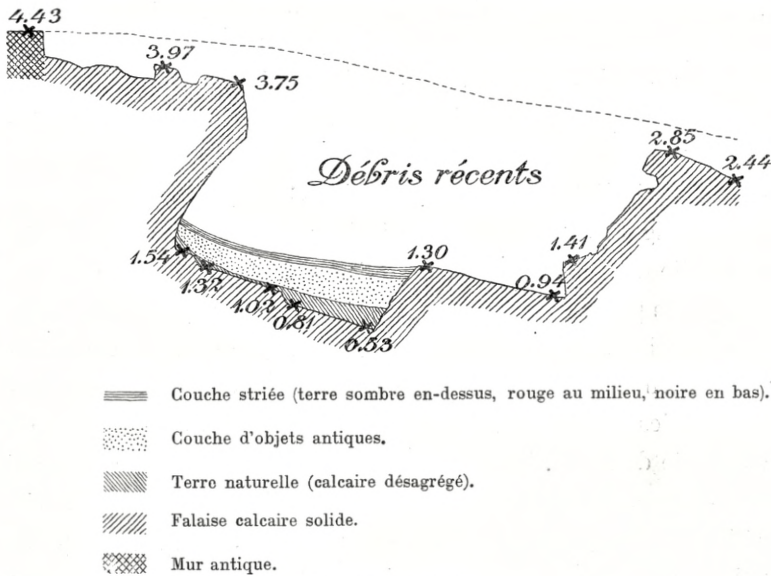 4.43
3.97
3.75
2.85
2.44
Débris récents
1.54
1.32
1.02
0.81
0.53
1.30
0.94
1.41
Couche striée (terre sombre en-dessus, rouge au milieu, noire en bas).
Couche d'objets antiques.
Terre naturelle (calcaire désagrégé).
Falaise calcaire solide.
Mur antique.